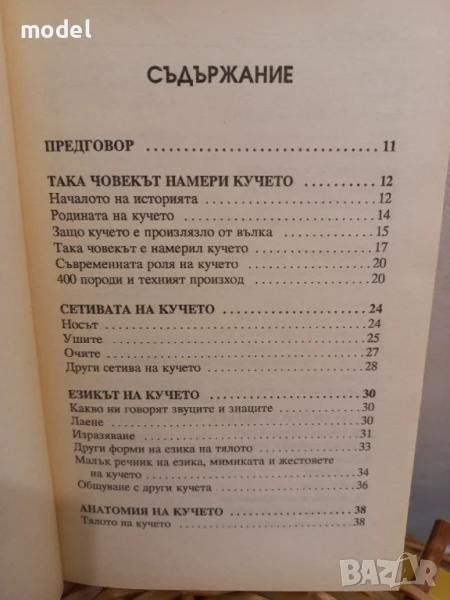 model
СЪДЪРЖАНИЕ
ПРЕДГОВОР 11
ТАКА ЧОВЕКЪТ НАМЕРИ КУЧЕТО 12
Началото на историята 12
Родината на кучето 14
Защо кучето е произлязло от вълка 15
Така човекът е намерил кучето 17
Съвременната роля на кучето 20
400 породи и техният произход 20
СЕТИВАТА НА КУЧЕТО 24
Носът 24
Ушите 25
Очите 27
Други сетива на кучето 28
ЕЗИКЪТ НА КУЧЕТО 30
Какво ни говорят звуците и знаците 30
Лаене 30
Изразяване 31
Други форми на езика на тялото 33
Малък речник на езика, мимиката и жестовете
на кучето 34
Общуване с други кучета 36
АНАТОМИЯ НА КУЧЕТО 38
Тялото на кучето 38
BAZAR
.bg